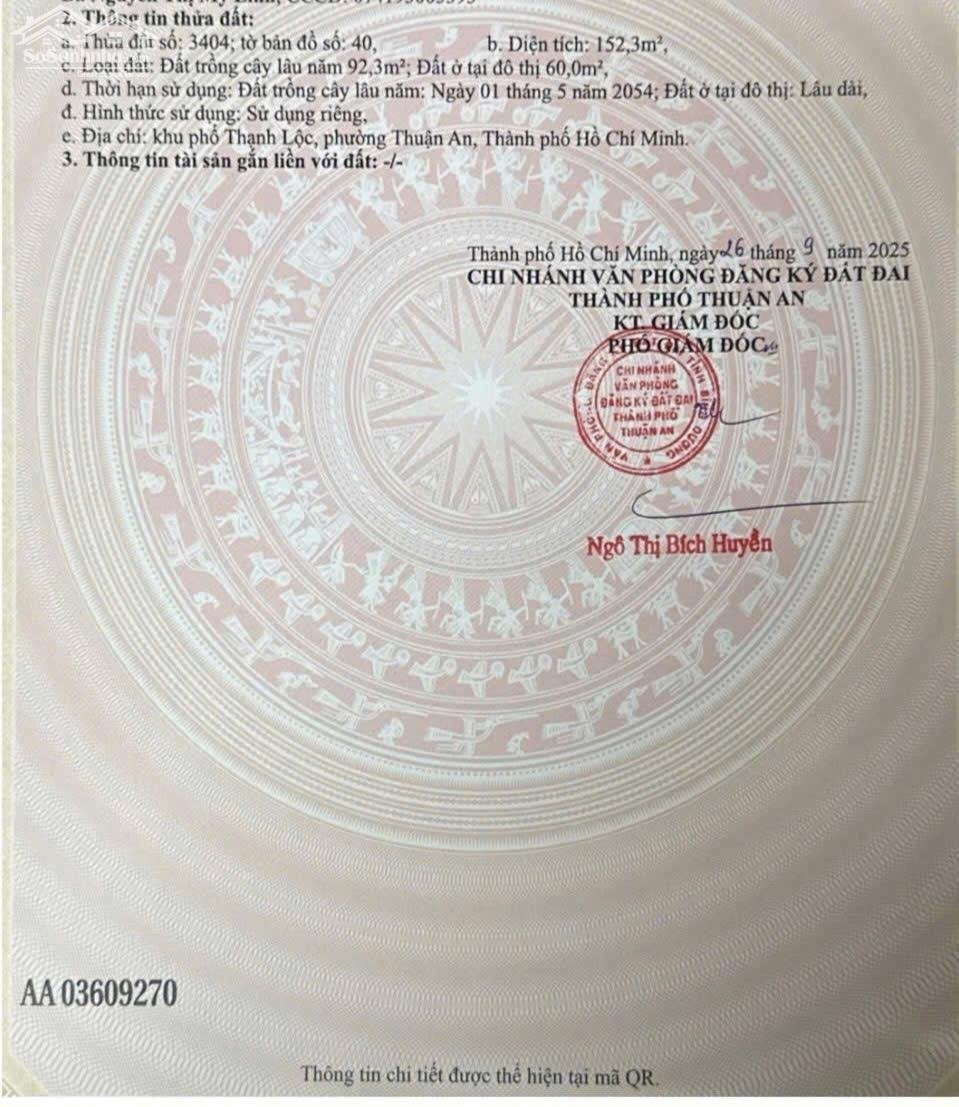 2. Thông tin thửa đất:
a. Thửa đất số: 3404; tờ bản đồ số: 40, b. Diện tích: 152,3m²,
c. Loại đất: Đất trồng cây lâu năm 92,3m²; Đất ở tại đô thị 60,0m²,
d. Thời hạn sử dụng: Đất trồng cây lâu năm: Ngày 01 tháng 5 năm 2054; Đất ở tại đô thị: Lâu dài,
đ. Hình thức sử dụng: Sử dụng riêng,
e. Địa chỉ: khu phố Thạnh Lộc, phường Thuận An, Thành phố Hồ Chí Minh.
3. Thông tin tài sản gắn liền với đất: -/-
Thành phố Hồ Chí Minh, ngày 26 tháng 9 năm 2025
CHI NHÁNH VĂN PHÒNG ĐĂNG KÝ ĐẤT ĐAI
THÀNH PHỐ THUẬN AN
KT. GIÁM ĐỐC
PHÓ GIÁM ĐỐC
CHI NHÁNH
VĂN PHÒNG
ĐĂNG KÝ ĐẤT ĐAI
THÀNH PHỐ
THUẬN AN
Ngô Thị Bích Huyền
AA 03609270
Thông tin chi tiết được thể hiện tại mã QR.